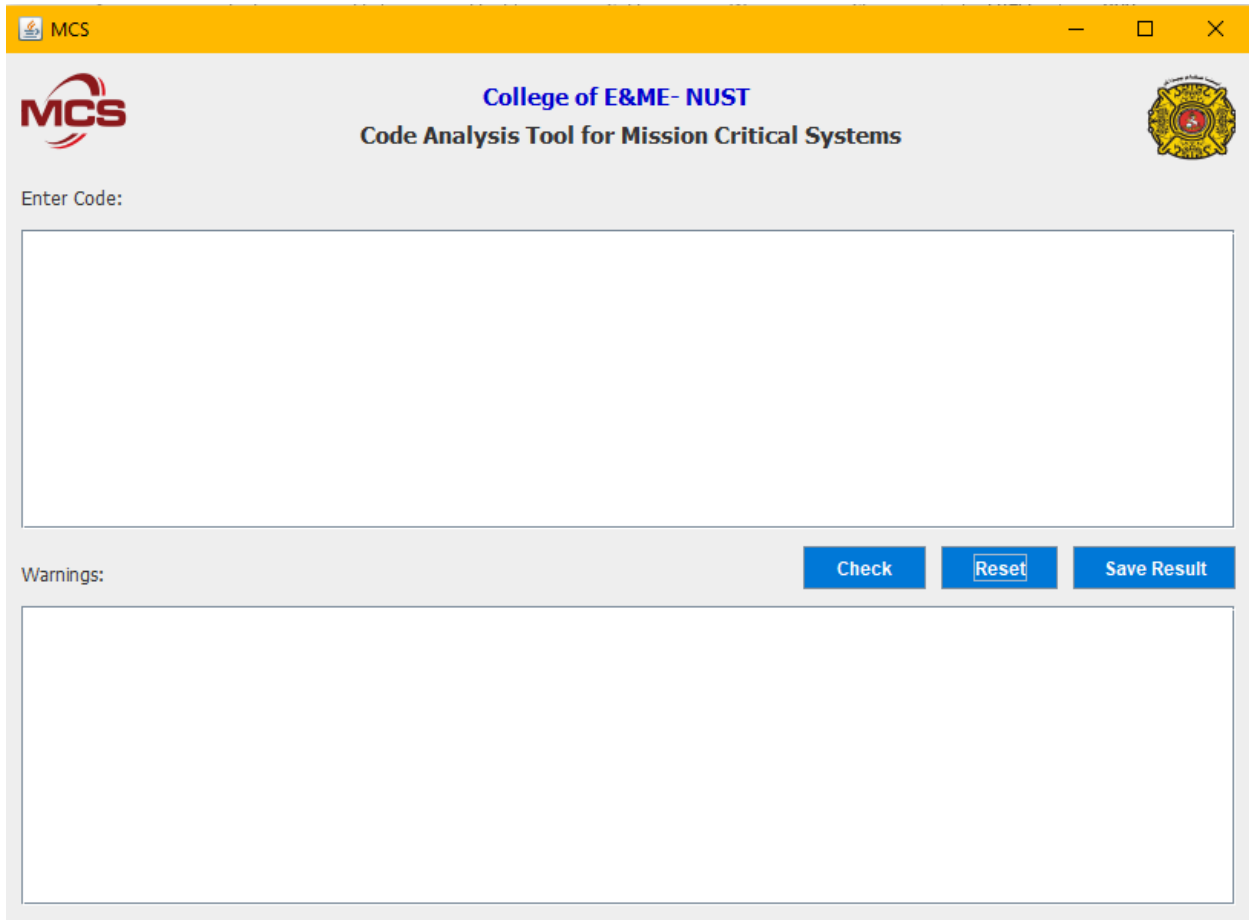 MCS
MCS
College of E&ME- NUST
Code Analysis Tool for Mission Critical Systems
Enter Code:
Warnings:
Check
Reset
Save Result